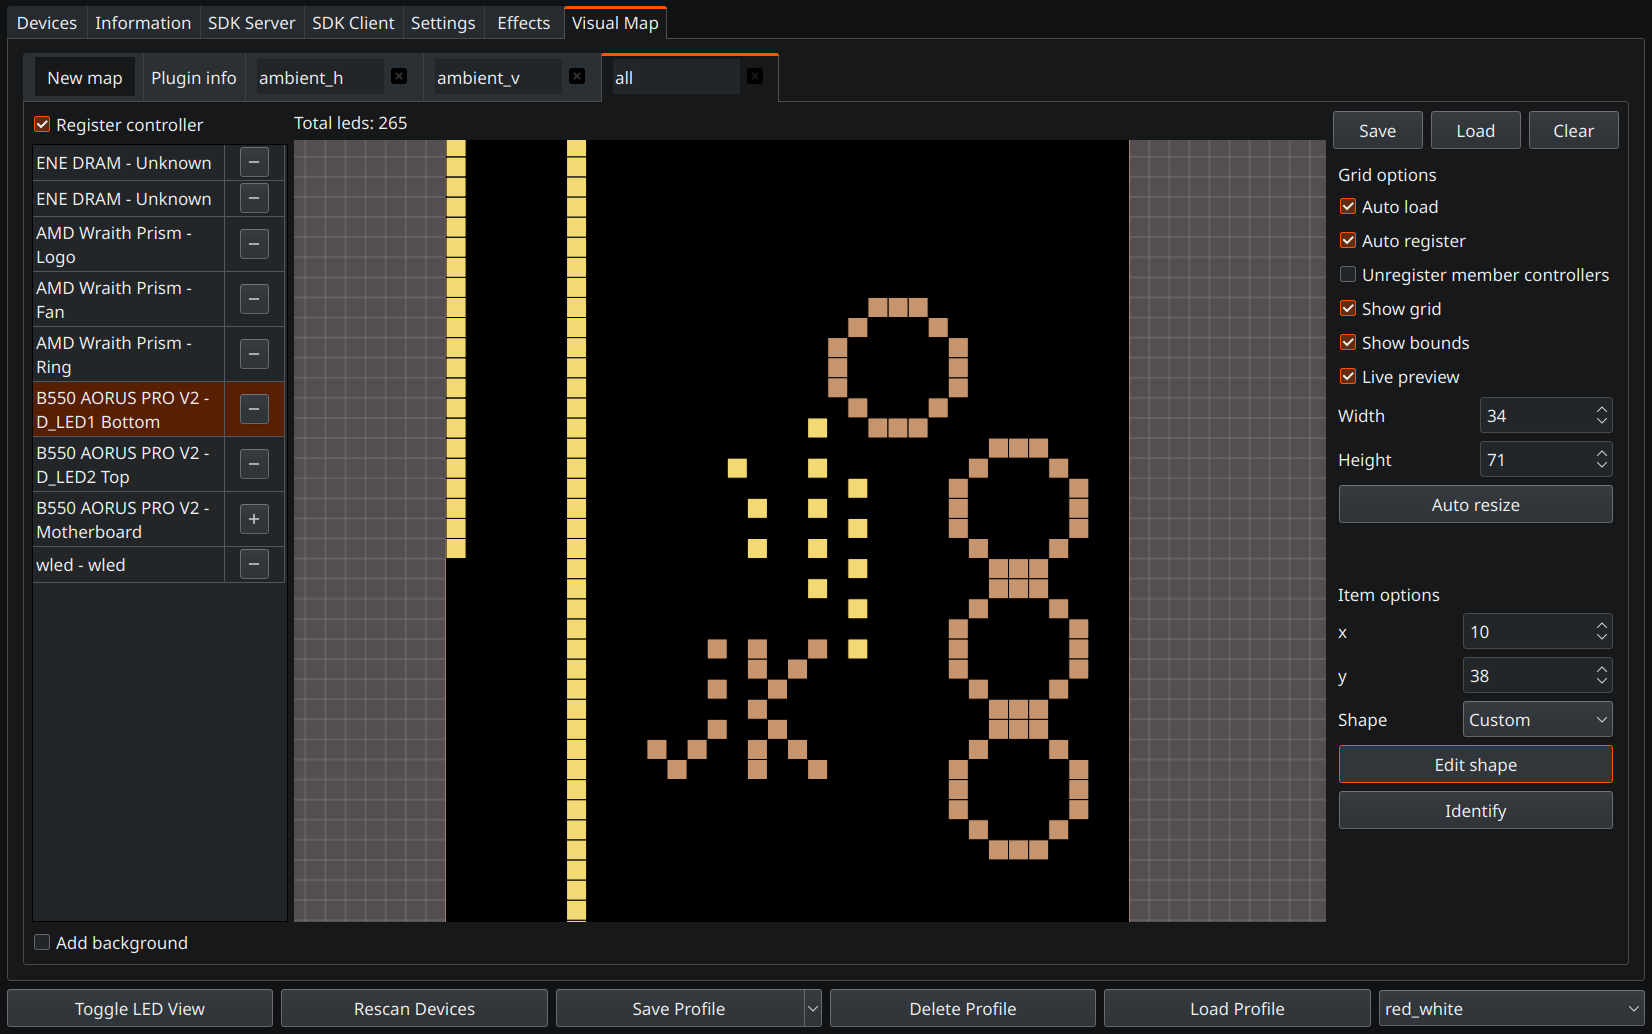 Devices Information SDK Server SDK Client Settings Effects Visual Map
New map Plugin info ambient_h ambient_v all
Register controller
Total leds: 265
Save Load Clear
ENE DRAM - Unknown
ENE DRAM - Unknown
AMD Wraith Prism -
Logo
AMD Wraith Prism -
Fan
AMD Wraith Prism -
Ring
B550 AORUS PRO V2 -
D_LED1 Bottom
B550 AORUS PRO V2 -
D_LED2 Top
B550 AORUS PRO V2 -
Motherboard
wled - wled
Add background
Grid options
Auto load
Auto register
Unregister member controllers
Show grid
Show bounds
Live preview
Width 34
Height 71
Auto resize
Item options
x 10
y 38
Shape Custom
Edit shape
Identify
Toggle LED View Rescan Devices Save Profile Delete Profile Load Profile red_white